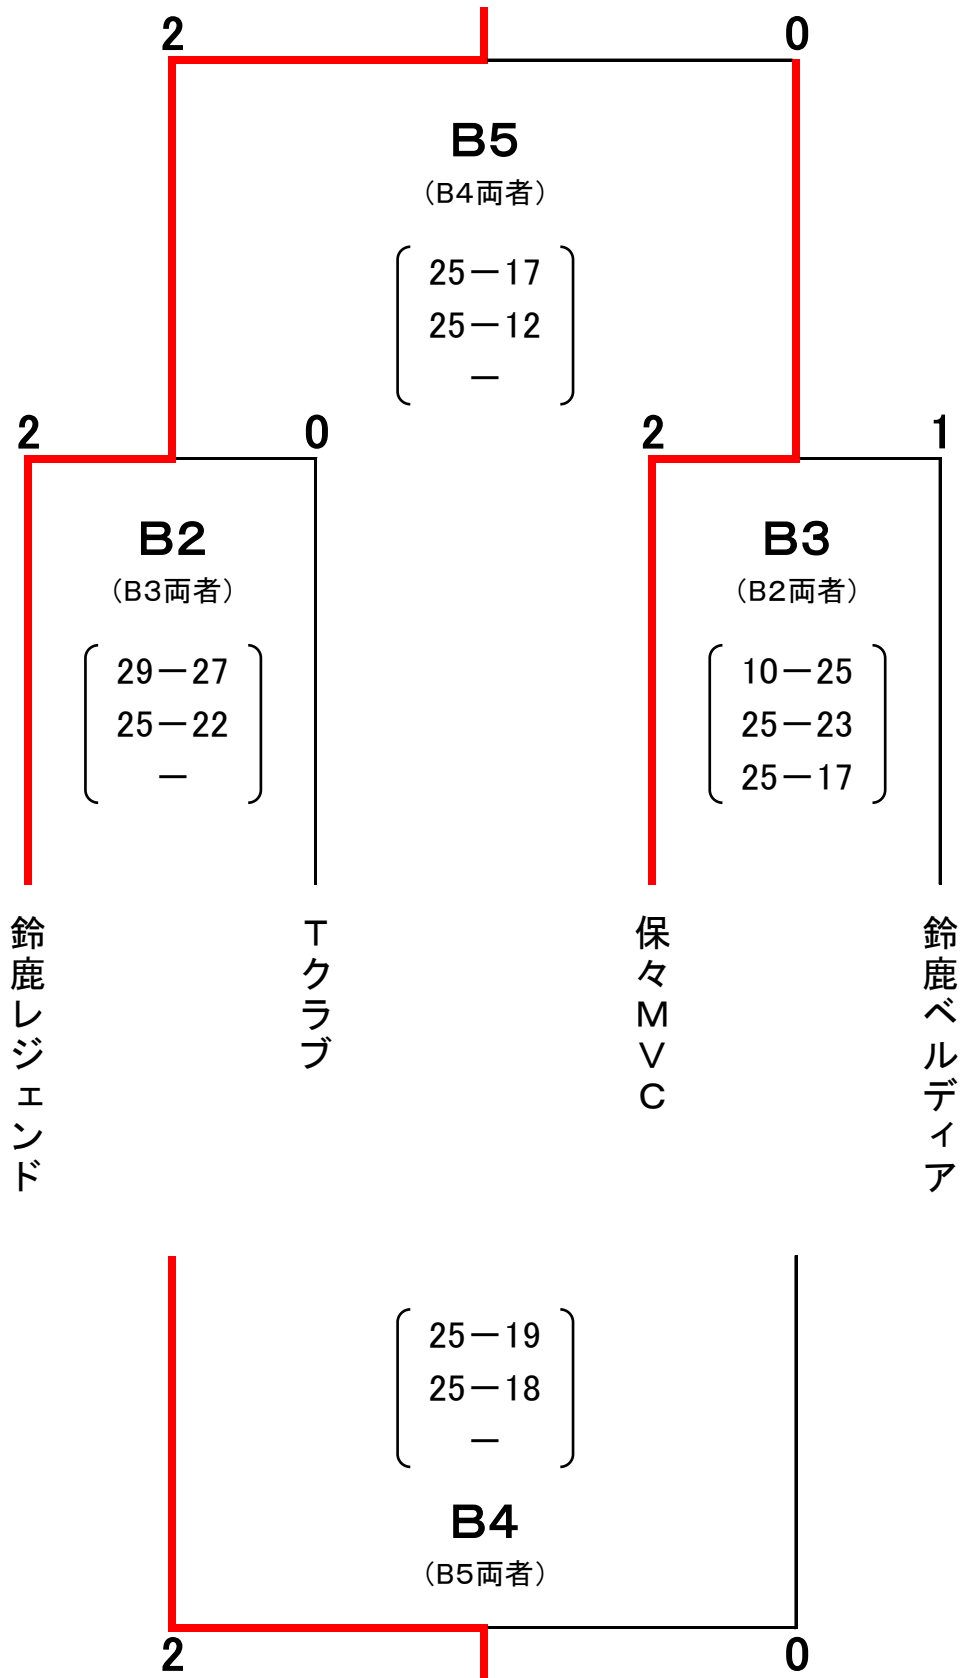 2 0
B5
(B4両者)
25-17
25-12
-
2 0 2 1
B2 B3
(B3両者) (B2両者)
29-27 10-25
25-22 25-23
- 25-17
鈴鹿レジェンド
Tクラブ
保々MVC
鈴鹿ベルディア
25-19
25-18
-
B4
(B5両者)
2 0